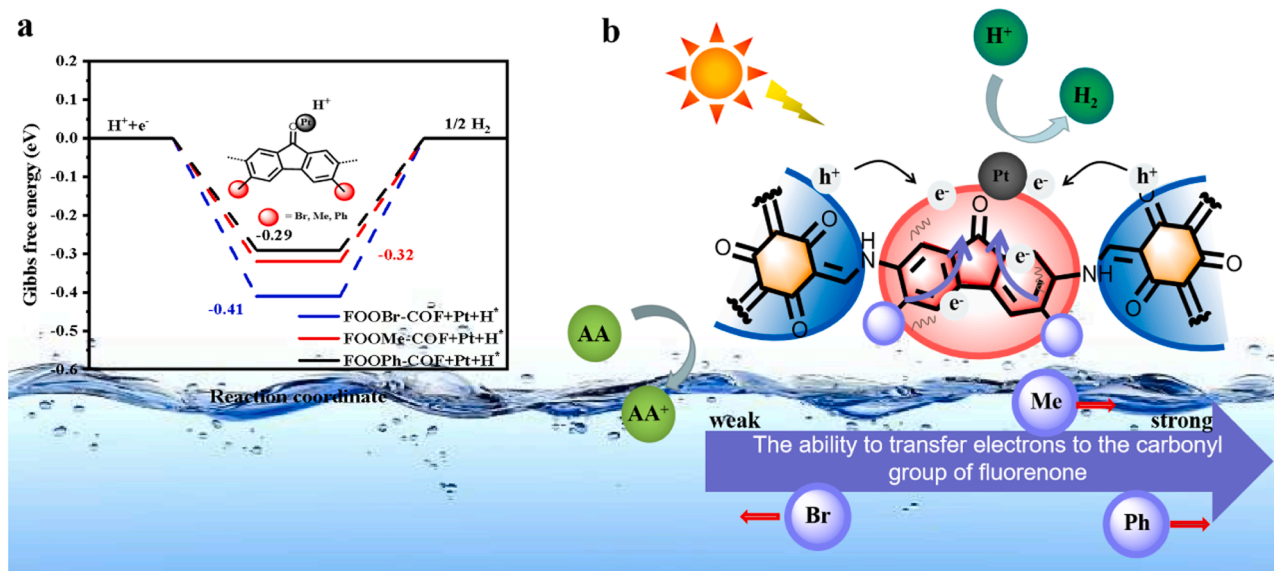 a
Gibbs free energy (eV)
0.2
0.1
0.0
-0.1
-0.2
-0.3
-0.4
-0.5
-0.6
H⁺+e⁻
1/2 H₂
H⁺
Pt
O
= Br, Me, Ph
-0.29
-0.32
-0.41
FOOBr-COF+Pt+H*
FOOMe-COF+Pt+H*
FOOPh-COF+Pt+H*
Reaction coordinate
b
H⁺
H₂
h⁺
e⁻
Pt
e⁻
h⁺
O
O
O
H
N
O
e⁻
e⁻
NH
O
O
O
AA
AA⁺
Me
weak
strong
The ability to transfer electrons to the carbonyl
group of fluorenone
Br
Ph